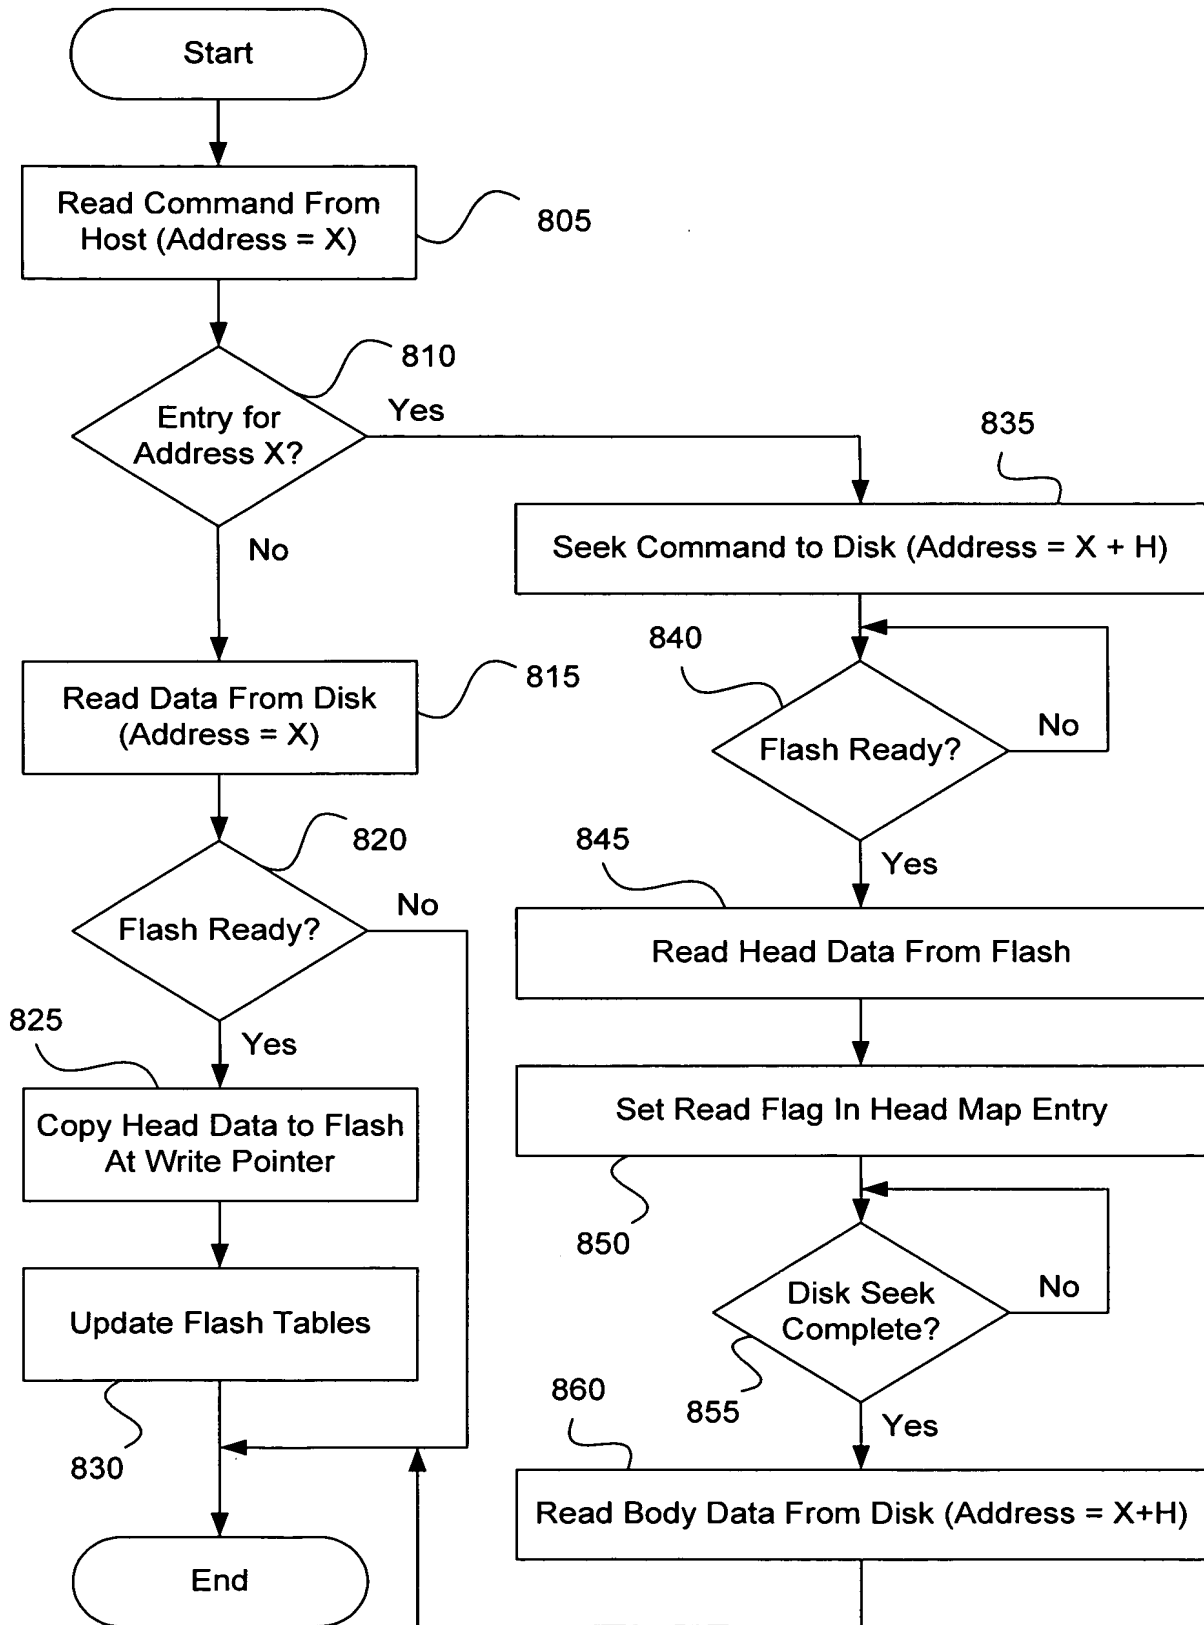 Start
Read Command From
Host (Address = X)
805
810
Entry for
Address X?
Yes
No
835
Seek Command to Disk (Address = X + H)
Read Data From Disk
(Address = X)
815
840
Flash Ready?
No
Yes
820
Flash Ready?
No
Yes
845
Read Head Data From Flash
825
Copy Head Data to Flash
At Write Pointer
Set Read Flag In Head Map Entry
850
Update Flash Tables
830
Disk Seek
Complete?
No
855
Yes
860
Read Body Data From Disk (Address = X+H)
End